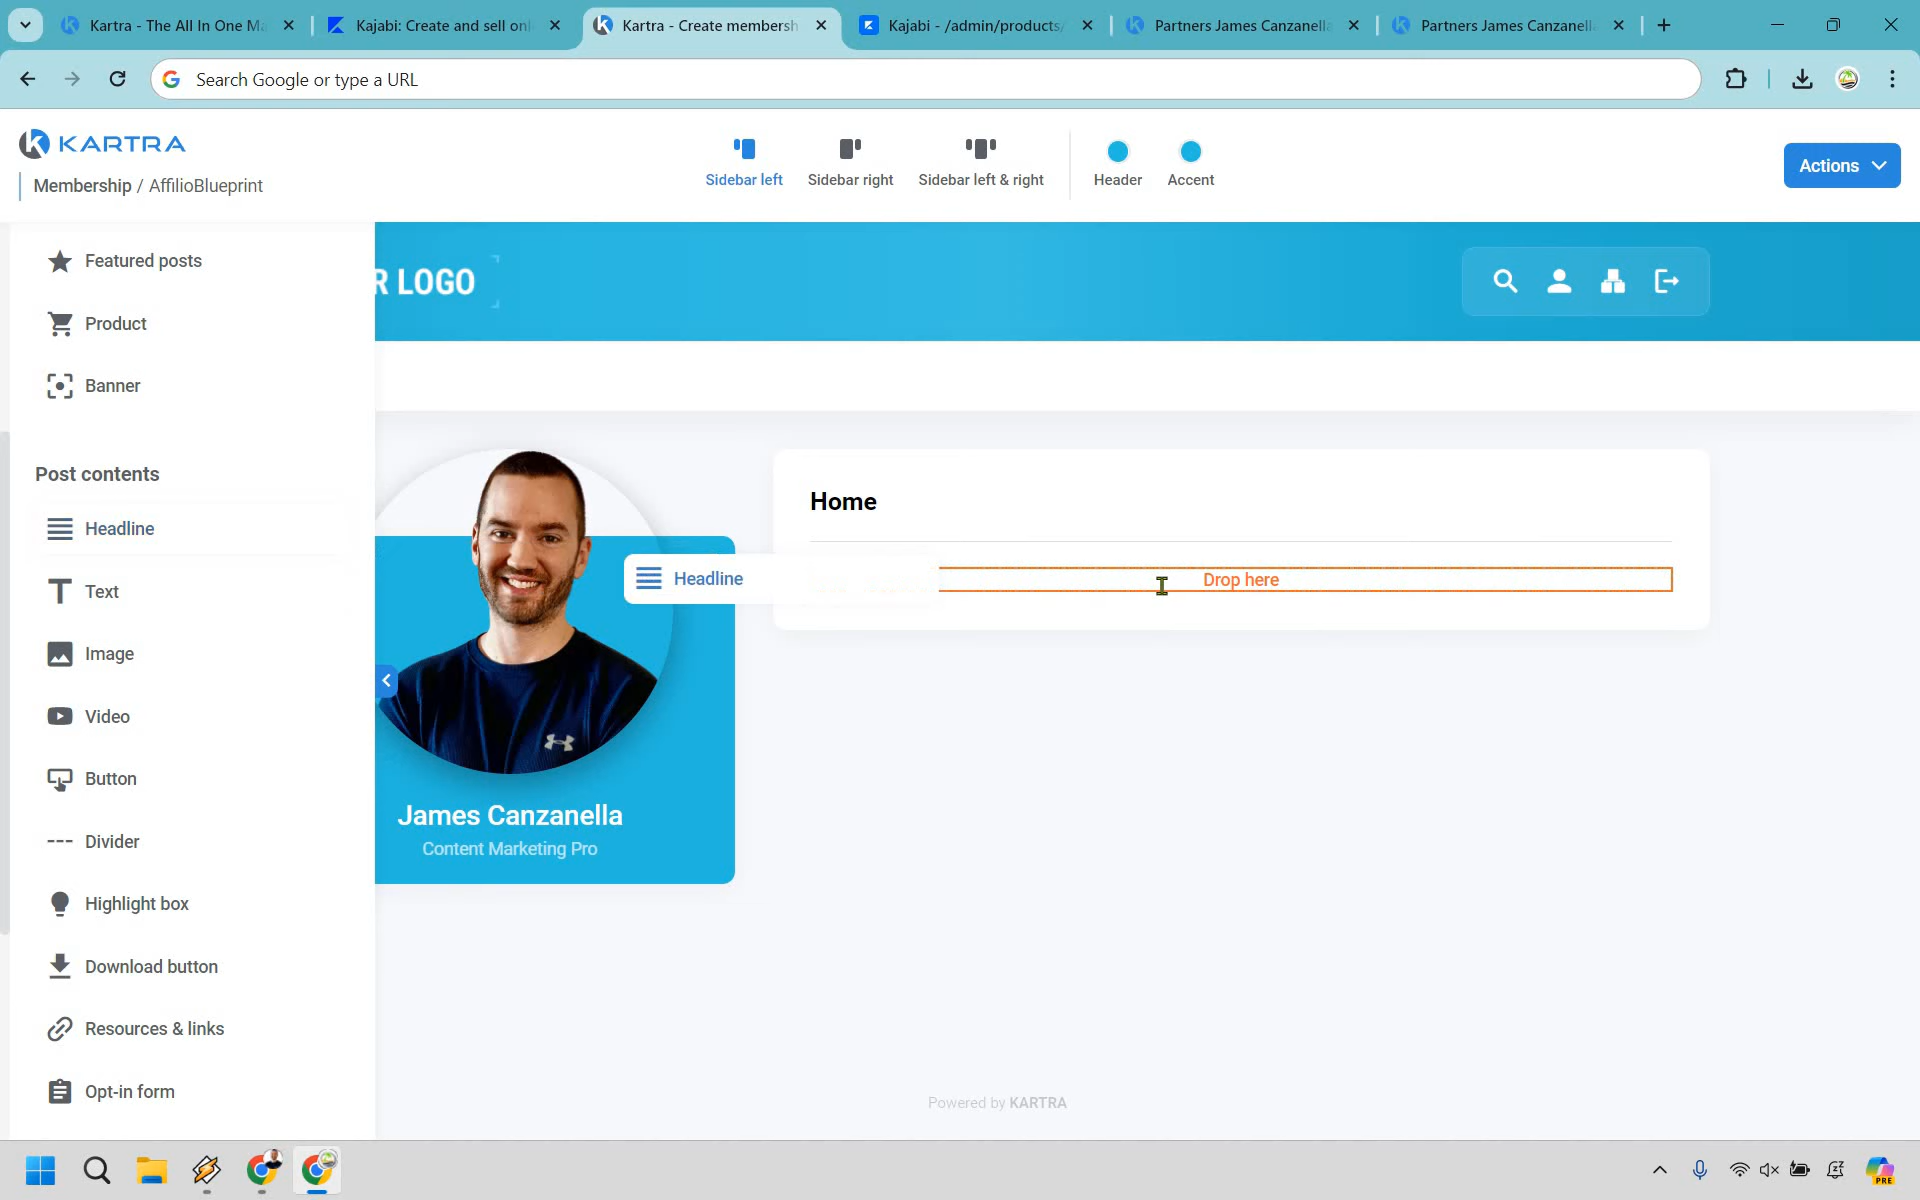 Kartra - The All In One Ma
Kajabi: Create and sell onl
Kartra - Create membersh
Kajabi - /admin/products/
Partners James Canzanella
Partners James Canzanell
Search Google or type a URL
KARTRA
Membership / AffilioBlueprint
Sidebar left
Sidebar right
Sidebar left & right
Header
Accent
Actions
Featured posts
Product
Banner
Post contents
Headline
Text
Image
Video
Button
Divider
Highlight box
Download button
Resources & links
Opt-in form
R LOGO
Home
Headline
Drop here
James Canzanella
Content Marketing Pro
Powered by KARTRA
PRE